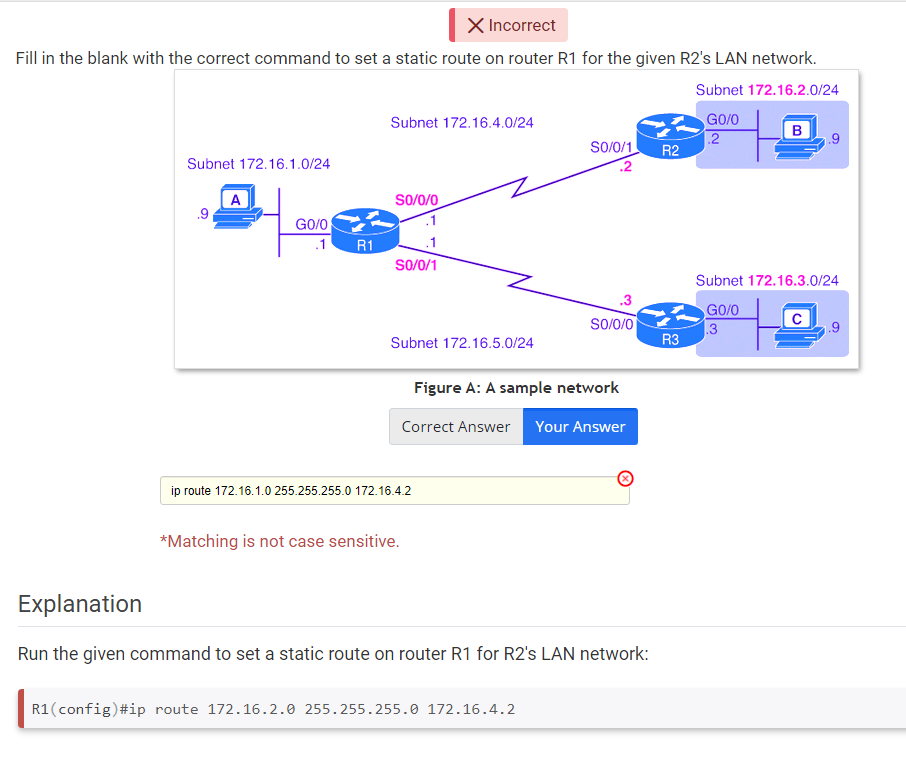 Incorrect
Fill in the blank with the correct command to set a static route on router R1 for the given R2's LAN network.
Subnet 172.16.2.0/24
Subnet 172.16.4.0/24
G0/0
B
.2
.9
S0/0/1
R2
.2
Subnet 172.16.1.0/24
A
.9
S0/0/0
.1
G0/0
.1
R1
.1
S0/0/1
Subnet 172.16.3.0/24
.3
G0/0
C
S0/0/0
.3
.9
R3
Subnet 172.16.5.0/24
Figure A: A sample network
Correct Answer
Your Answer
ip route 172.16.1.0 255.255.255.0 172.16.4.2
*Matching is not case sensitive.
Explanation
Run the given command to set a static route on router R1 for R2's LAN network:
R1(config)#ip route 172.16.2.0 255.255.255.0 172.16.4.2